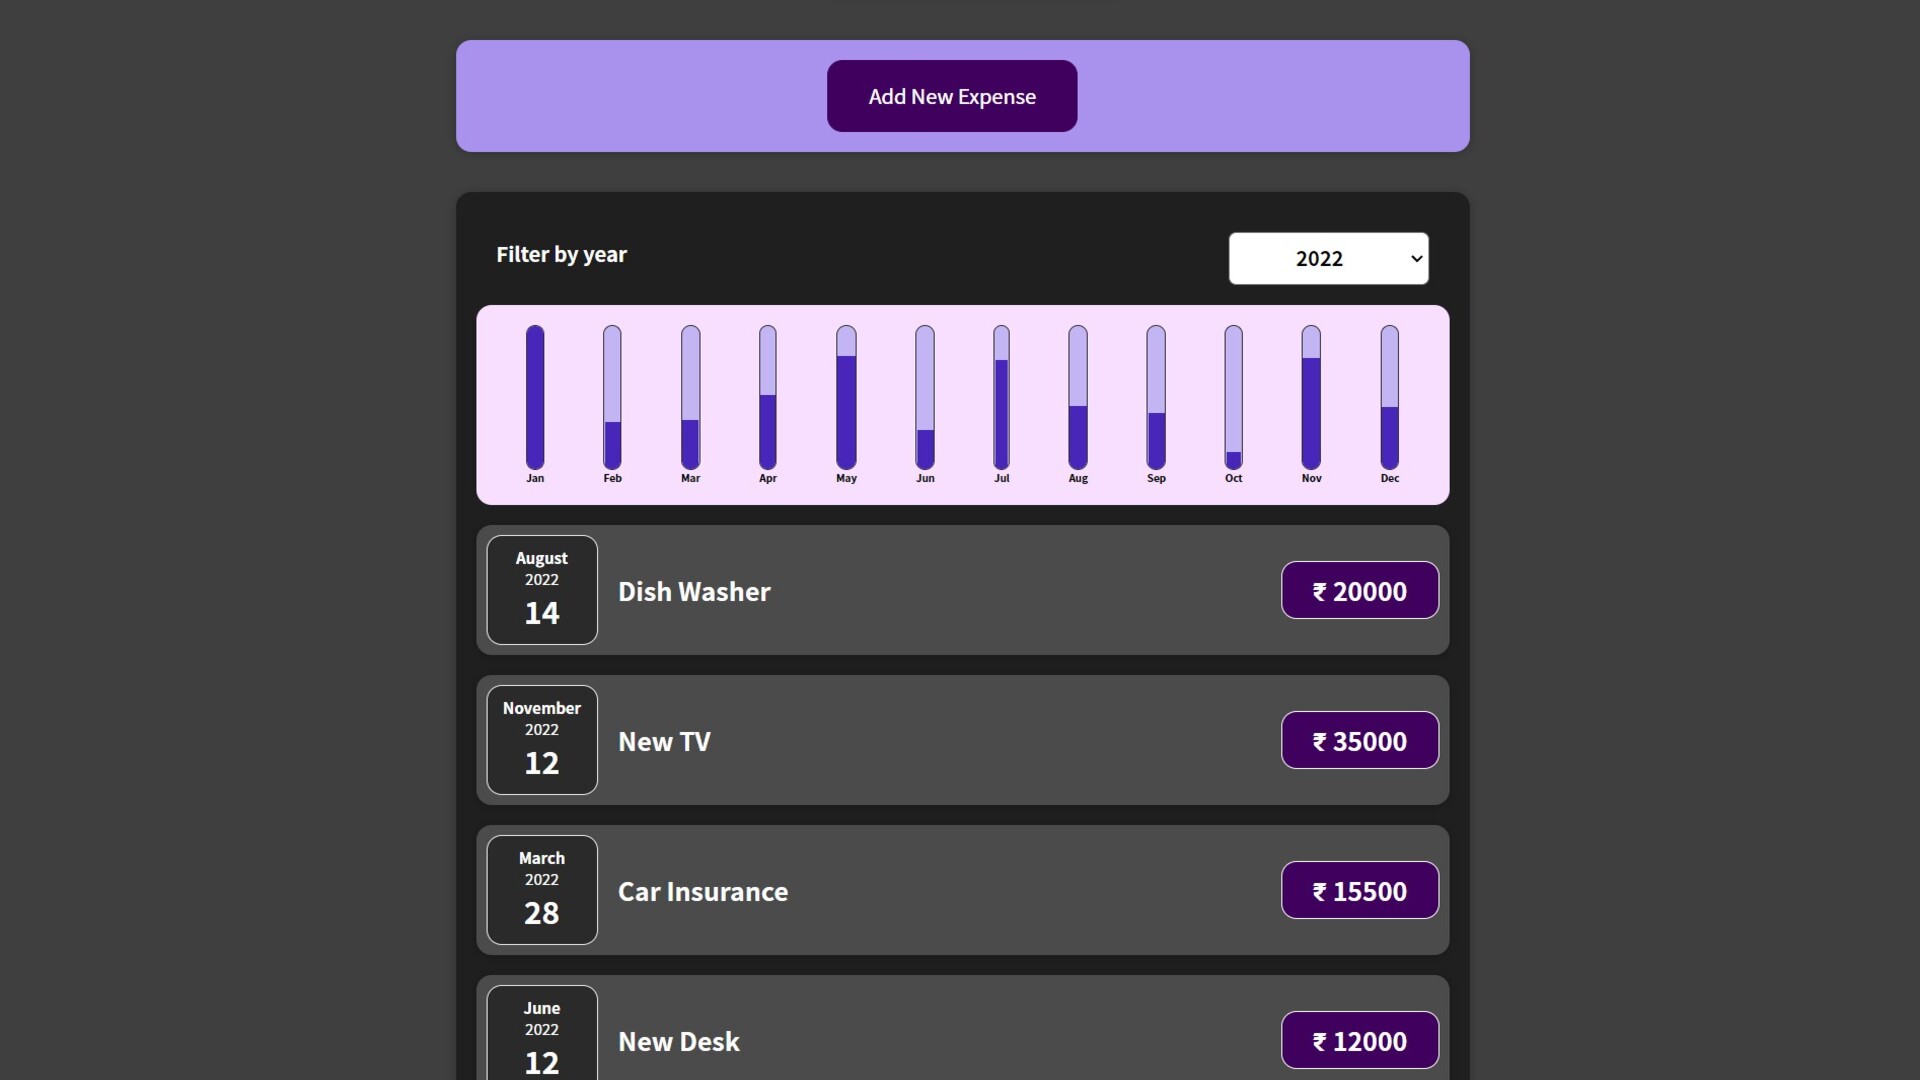 Add New Expense
Filter by year
2022
Jan Feb Mar Apr May Jun Jul Aug Sep Oct Nov Dec
August
2022
14
Dish Washer
₹ 20000
November
2022
12
New TV
₹ 35000
March
2022
28
Car Insurance
₹ 15500
June
2022
12
New Desk
₹ 12000